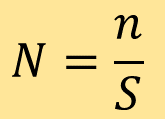 N = n/S